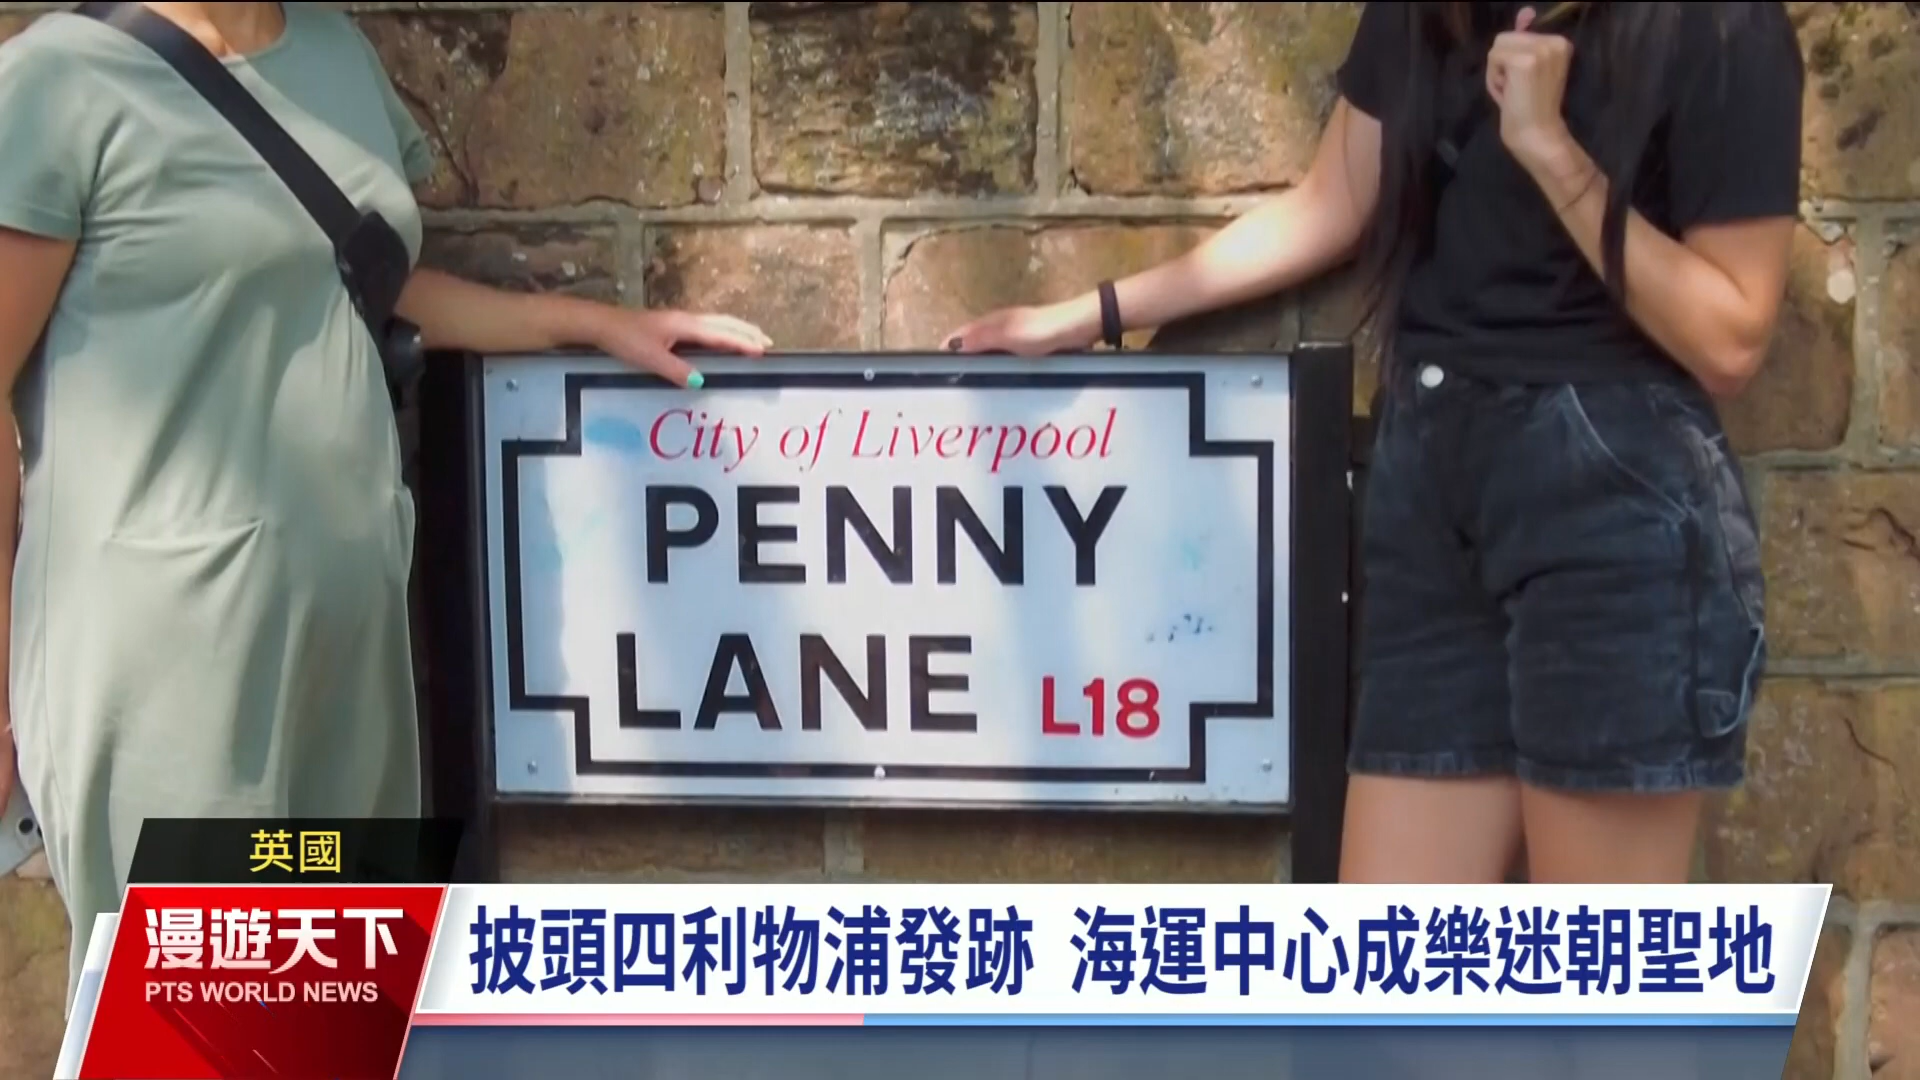 City of Liverpool
PENNY
LANE L18
英國
漫遊天下
PTS WORLD NEWS
披頭四利物浦發跡 海運中心成樂迷朝聖地